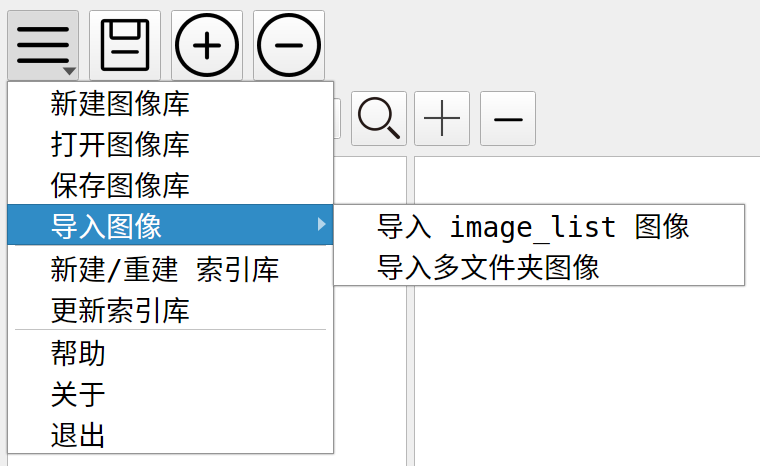 新建图像库
打开图像库
保存图像库
导入图像
导入 image_list 图像
导入多文件夹图像
新建/重建 索引库
更新索引库
帮助
关于
退出